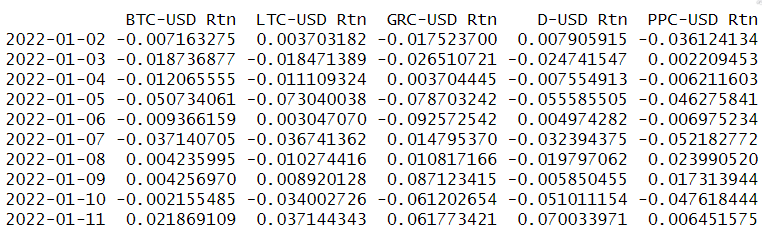 BTC-USD Rtn LTC-USD Rtn GRC-USD Rtn D-USD Rtn PPC-USD Rtn
2022-01-02 -0.007163275 0.003703182 -0.017523700 0.007905915 -0.036124134
2022-01-03 -0.018736877 -0.018471389 -0.026510721 -0.024741547 0.002209453
2022-01-04 -0.012065555 -0.011109324 0.003704445 -0.007554913 -0.006211603
2022-01-05 -0.050734061 -0.073040038 -0.078703242 -0.055585505 -0.046275841
2022-01-06 -0.009366159 0.003047070 -0.092572542 0.004974282 -0.006975234
2022-01-07 -0.037140705 -0.036741362 0.014795370 -0.032394375 -0.052182772
2022-01-08 0.004235995 -0.010274416 0.010817166 -0.019797062 0.023990520
2022-01-09 0.004256970 0.008920128 0.087123415 -0.005850455 0.017313944
2022-01-10 -0.002155485 -0.034002726 -0.061202654 -0.051011154 -0.047618444
2022-01-11 0.021869109 0.037144343 0.061773421 0.070033971 0.006451575